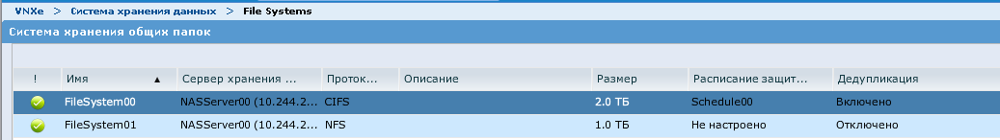 VNXe > Система хранения данных > File Systems
Система хранения общих папок
! Имя ▲ Сервер хранения ... Проток... Описание Размер Расписание защит... Дедупликация
FileSystem00 NASServer00 (10.244.2... CIFS 2.0 ТБ Schedule00 Включено
FileSystem01 NASServer00 (10.244.2... NFS 1.0 ТБ Не настроено Отключено